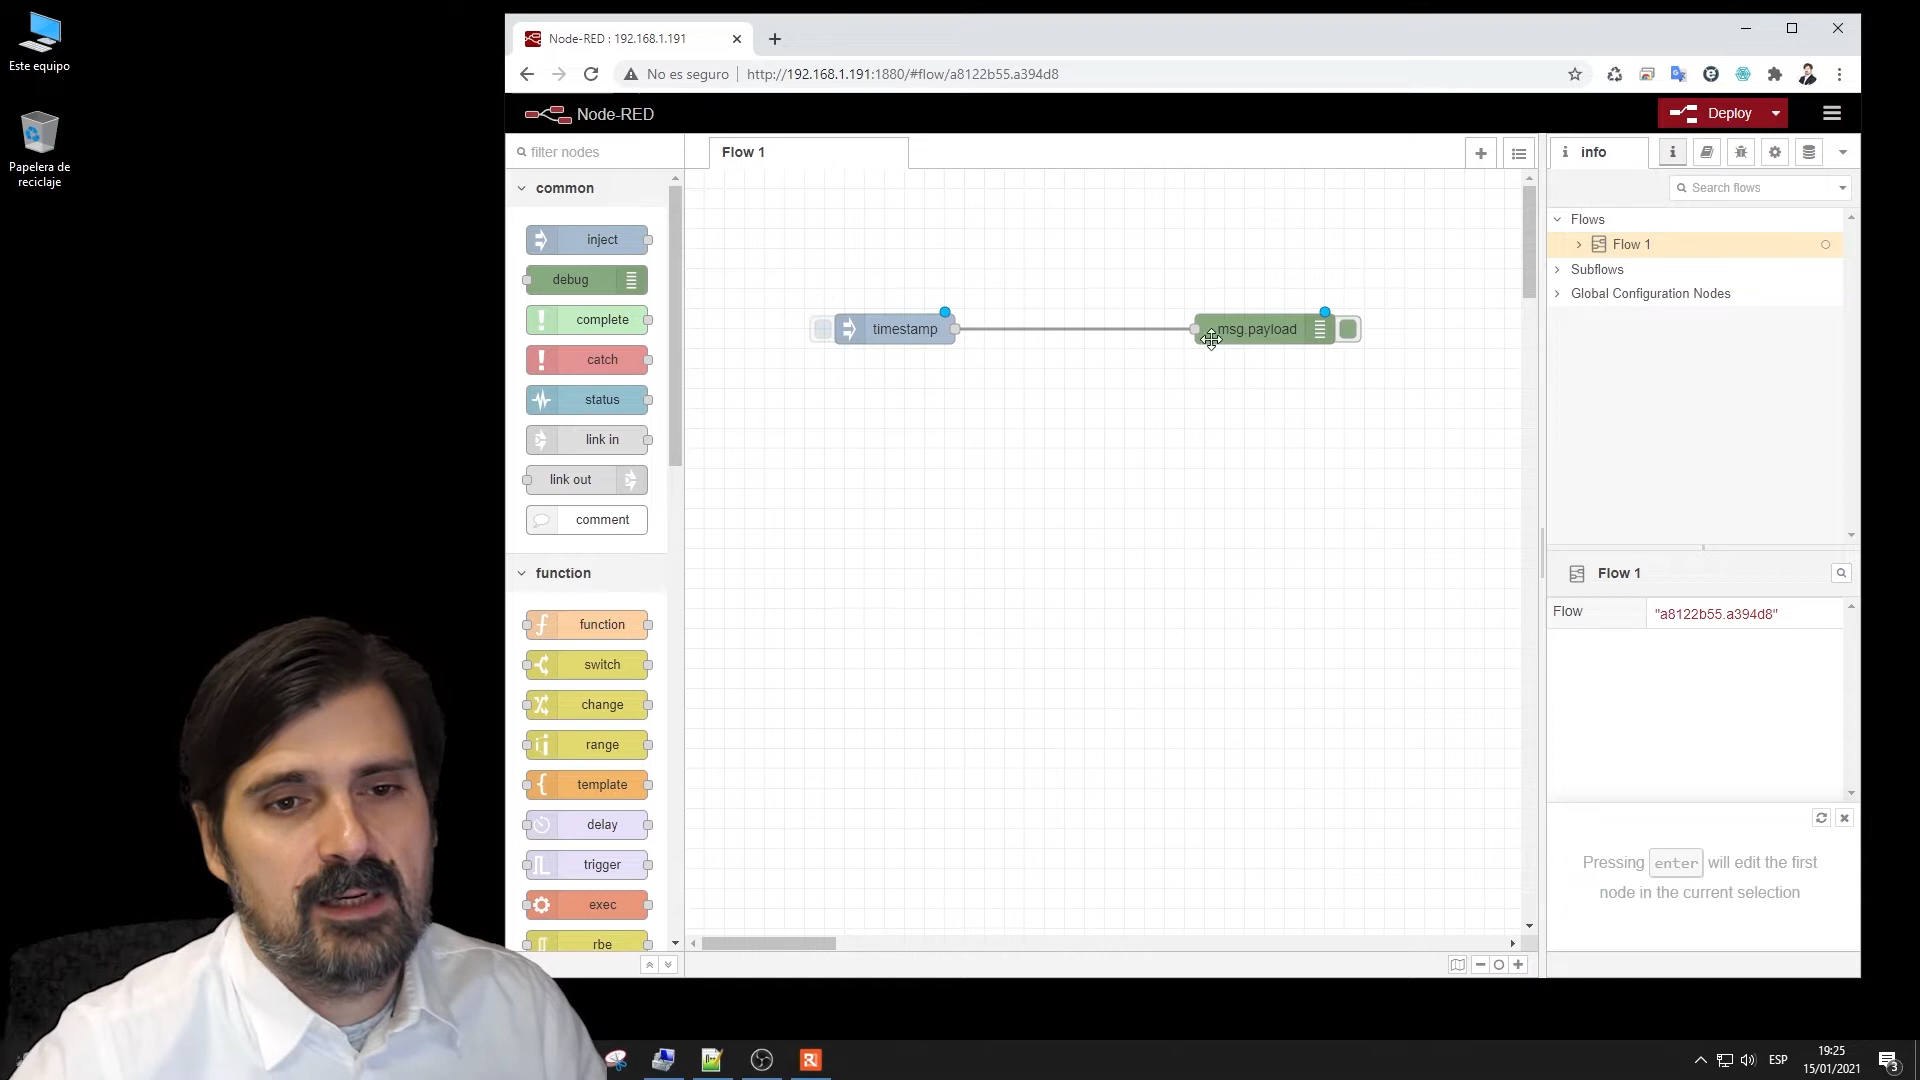 Este equipo
Papelera de
reciclaje
Node-RED : 192.168.1.191
No es seguro
http://192.168.1.191:1880/#flow/a8122b55.a394d8
Node-RED
Deploy
filter nodes
common
inject
debug
complete
catch
status
link in
link out
comment
function
function
switch
change
range
template
delay
trigger
exec
rbe
Flow 1
timestamp
msg.payload
i info
i
Search flows
Flows
Flow 1
Subflows
Global Configuration Nodes
Flow 1
Flow
"a8122b55.a394d8"
Pressing enter will edit the first
node in the current selection
ESP
19:25
15/01/2021
3